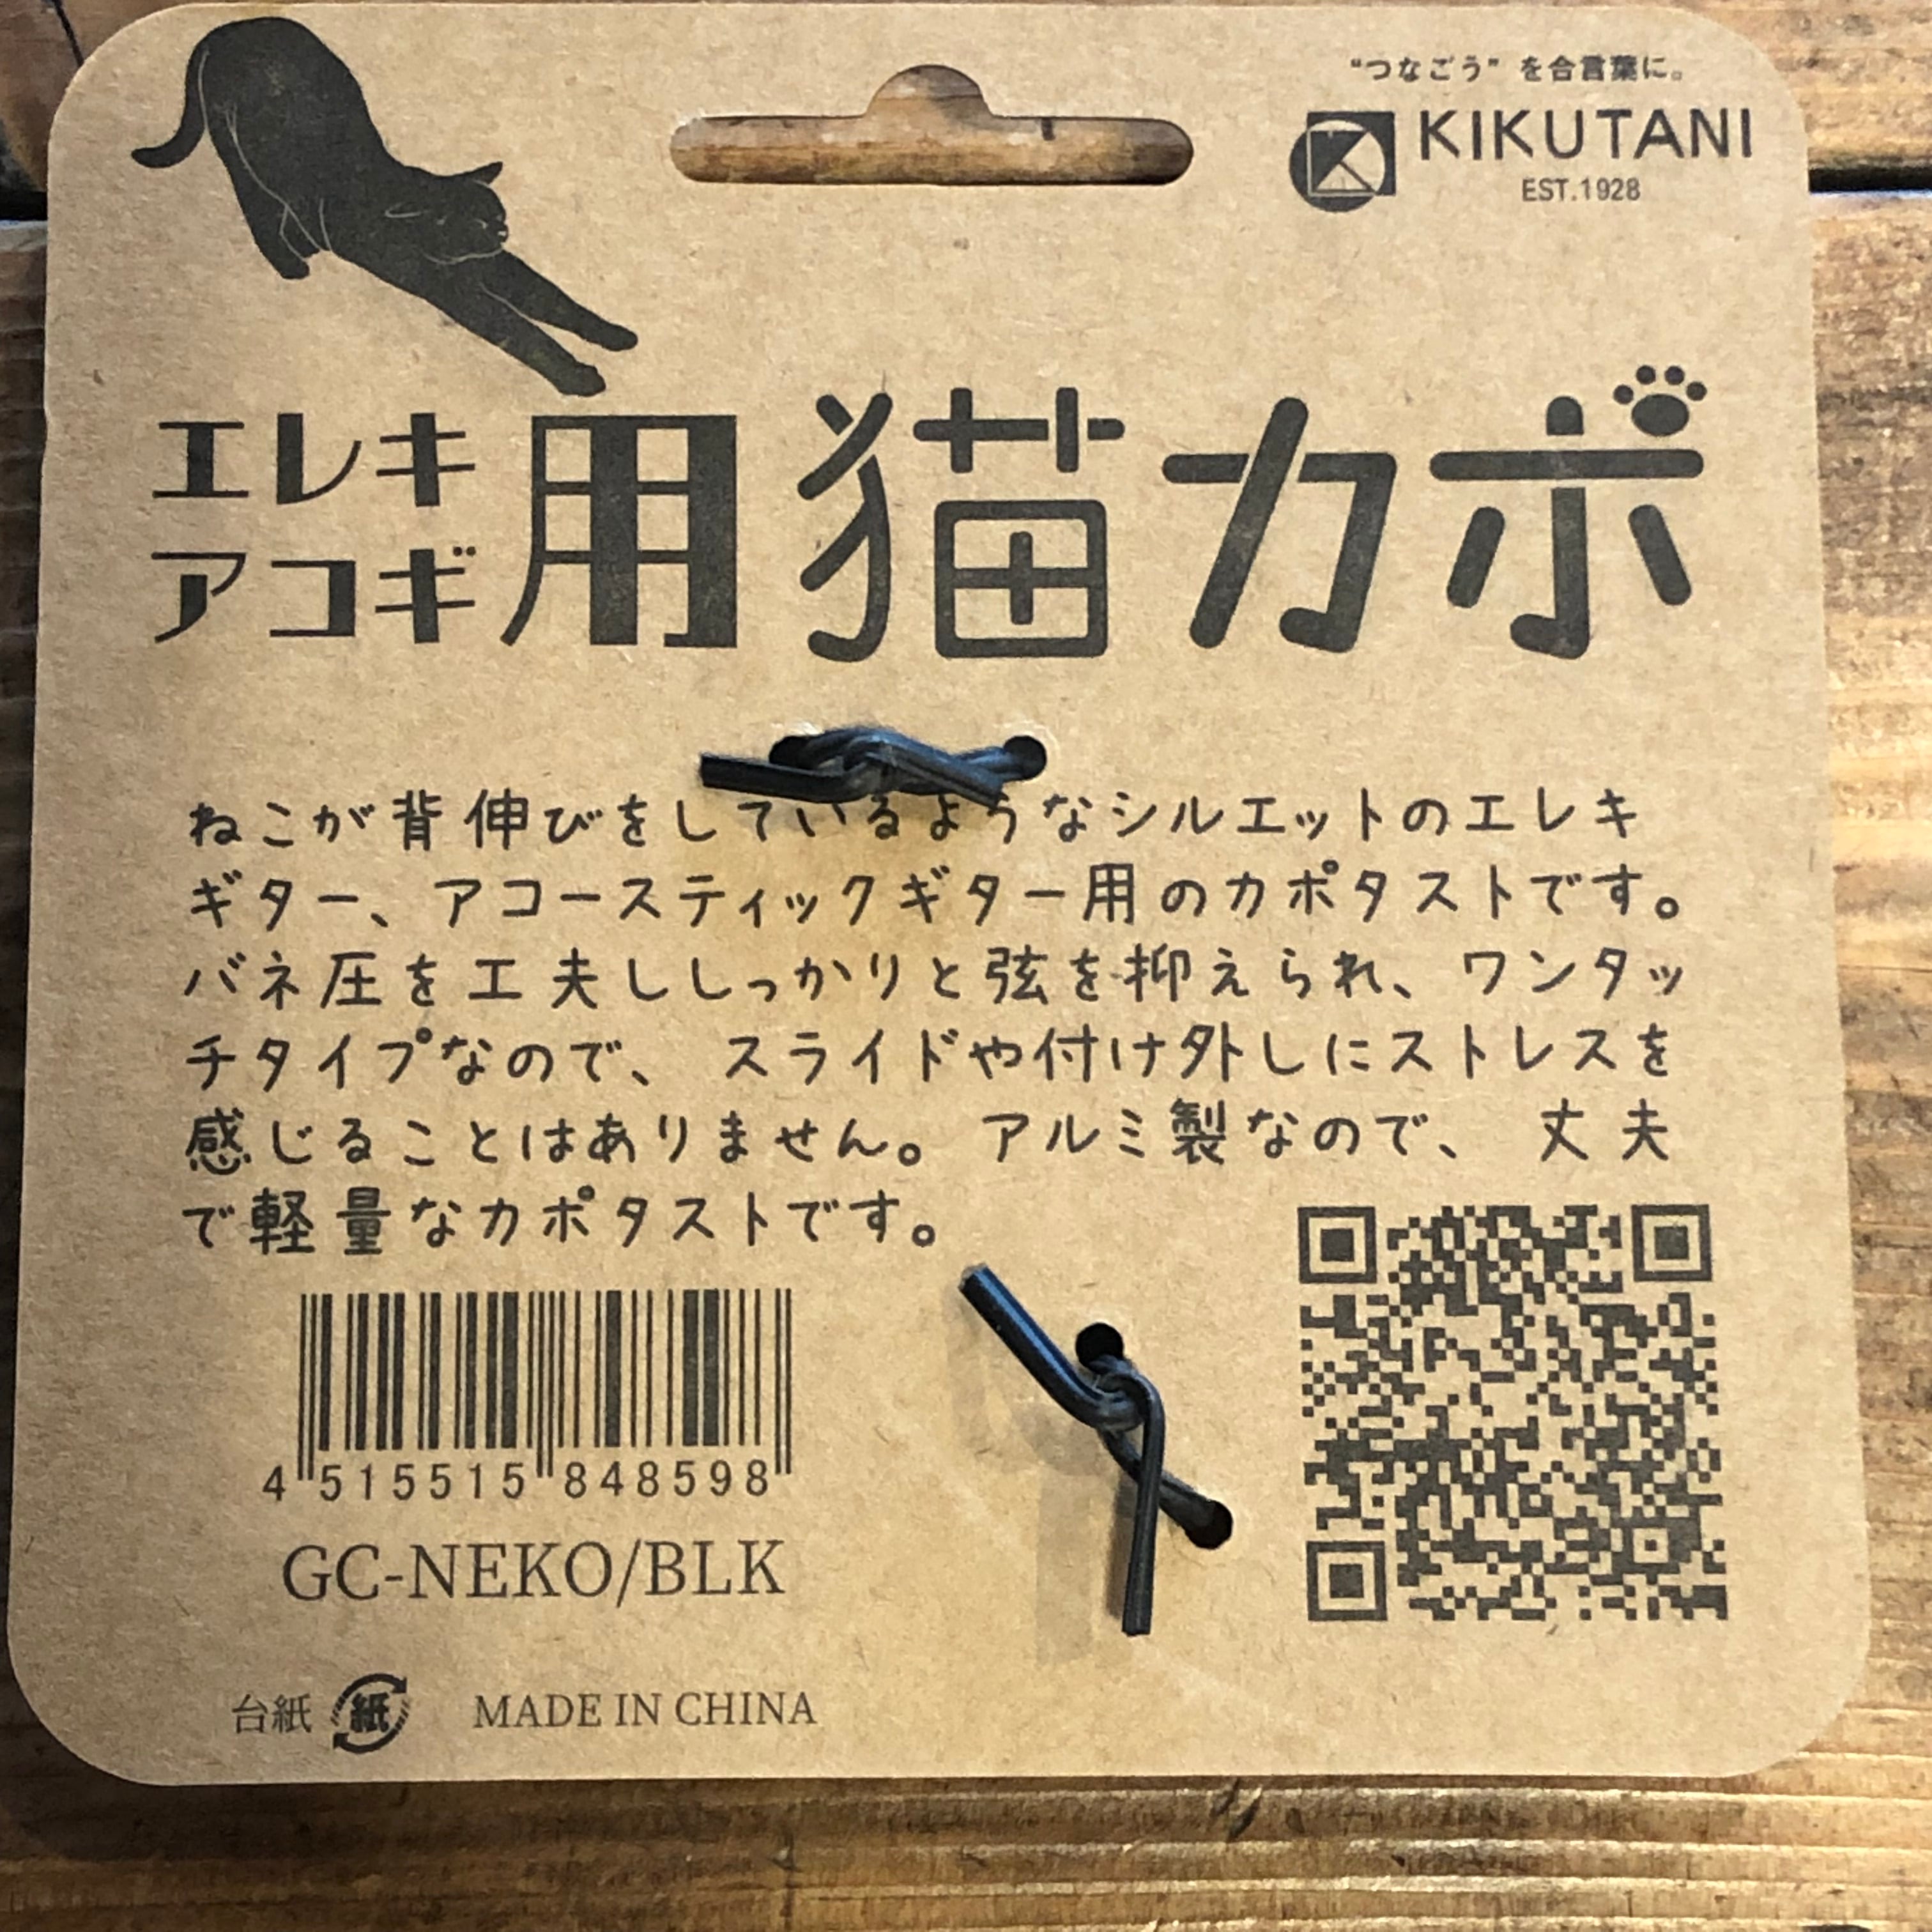 “つなごう” を合言葉に。
KIKUTANI
EST.1928
エレキ
アコギ
用猫カポ
ねこが背伸びをしているようなシルエットのエレキ
ギター、アコースティックギター用のカポタストです。
バネ圧を工夫ししっかりと弦を抑えられ、ワンタッ
チタイプなので、スライドや付け外しにストレスを
感じることはありません。アルミ製なので、丈夫
で軽量なカポタストです。
4 515515 848598
GC-NEKO/BLK
台紙 紙 MADE IN CHINA